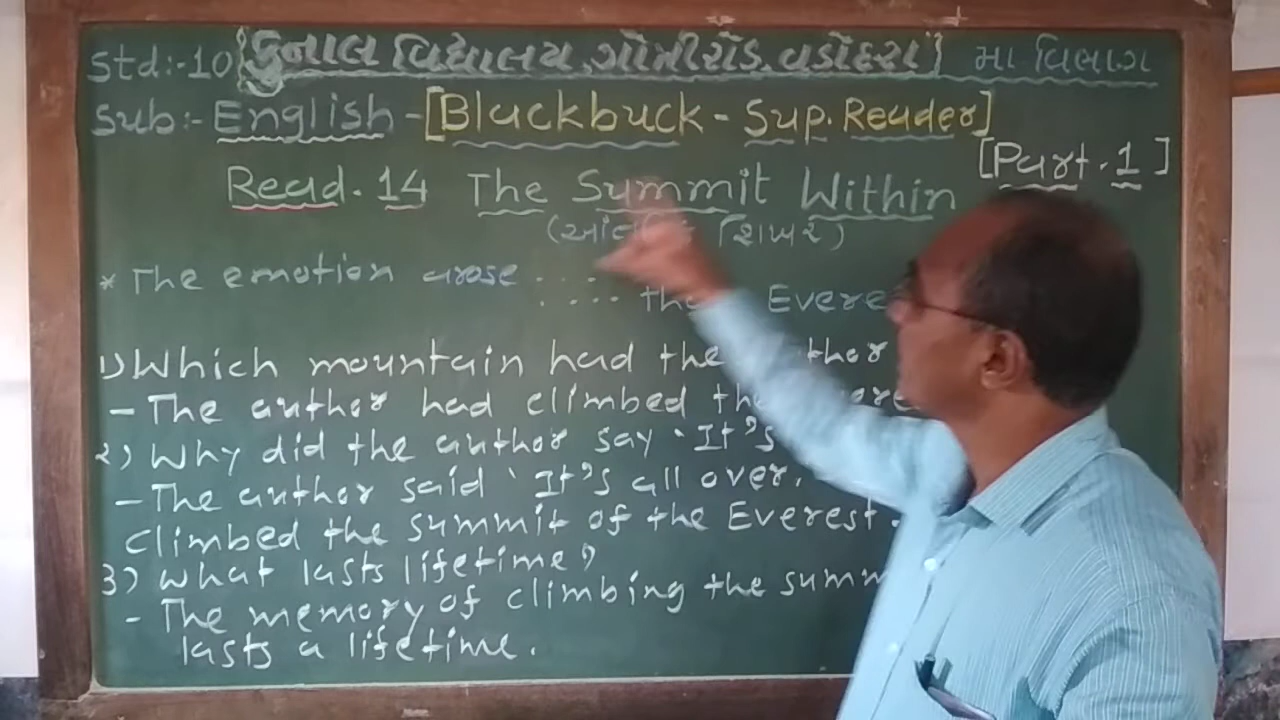 Std:-10 {કુનાલ વિદ્યાલય, ગોત્રીરોડ, વડોદરા} મા વિભાગ
Sub:- English - [Blackbuck - Sup. Reader]
[Part. 1]
Read. 14 The Summit Within
શિખર)
* The emotion arose ......
...... the Evere
1) Which mountain had the
- The author had climbed
2) Why did the author say "It's
- The author said 'It's all over,
climbed the summit of the Everest.
3) What lasts lifetime?
- The memory of climbing the summ
lasts a lifetime.